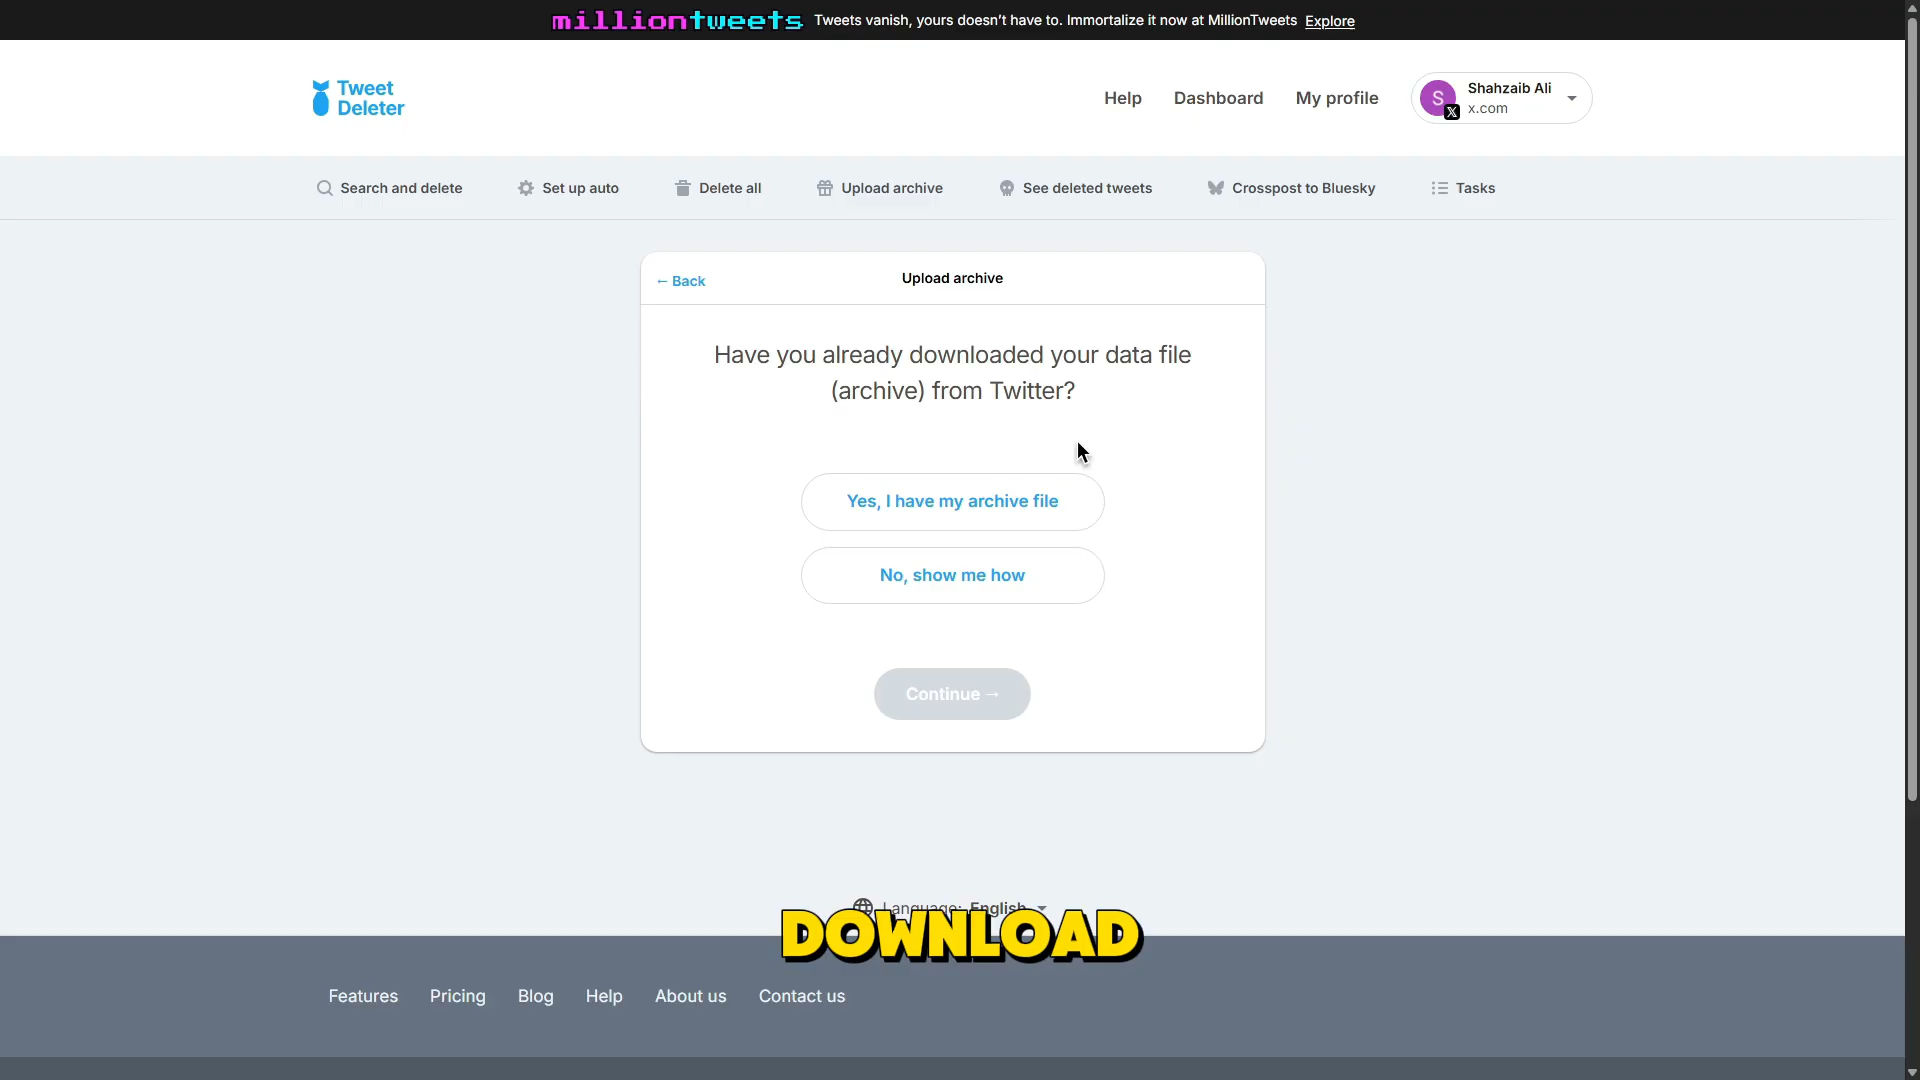 milliontweets Tweets vanish, yours doesn't have to. Immortalize it now at MillionTweets Explore
Tweet
Deleter
Help Dashboard My profile
S
Shahzaib Ali
x.com
Search and delete Set up auto Delete all Upload archive See deleted tweets Crosspost to Bluesky Tasks
← Back
Upload archive
Have you already downloaded your data file
(archive) from Twitter?
Yes, I have my archive file
No, show me how
Continue →
Language: English
DOWNLOAD
Features Pricing Blog Help About us Contact us